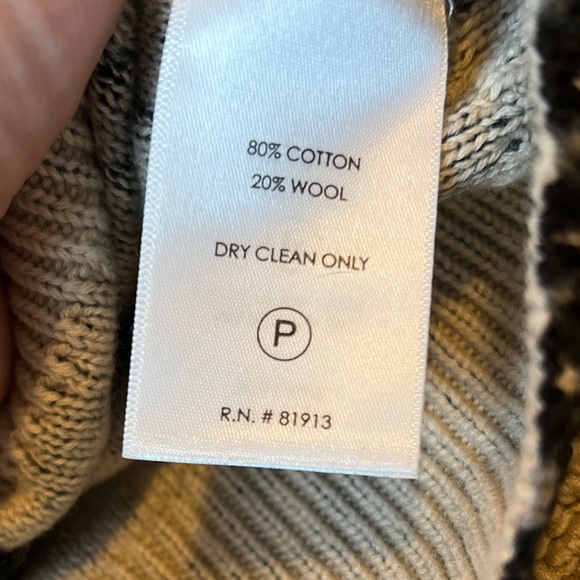 80% COTTON
20% WOOL
DRY CLEAN ONLY
P
R.N. # 81913